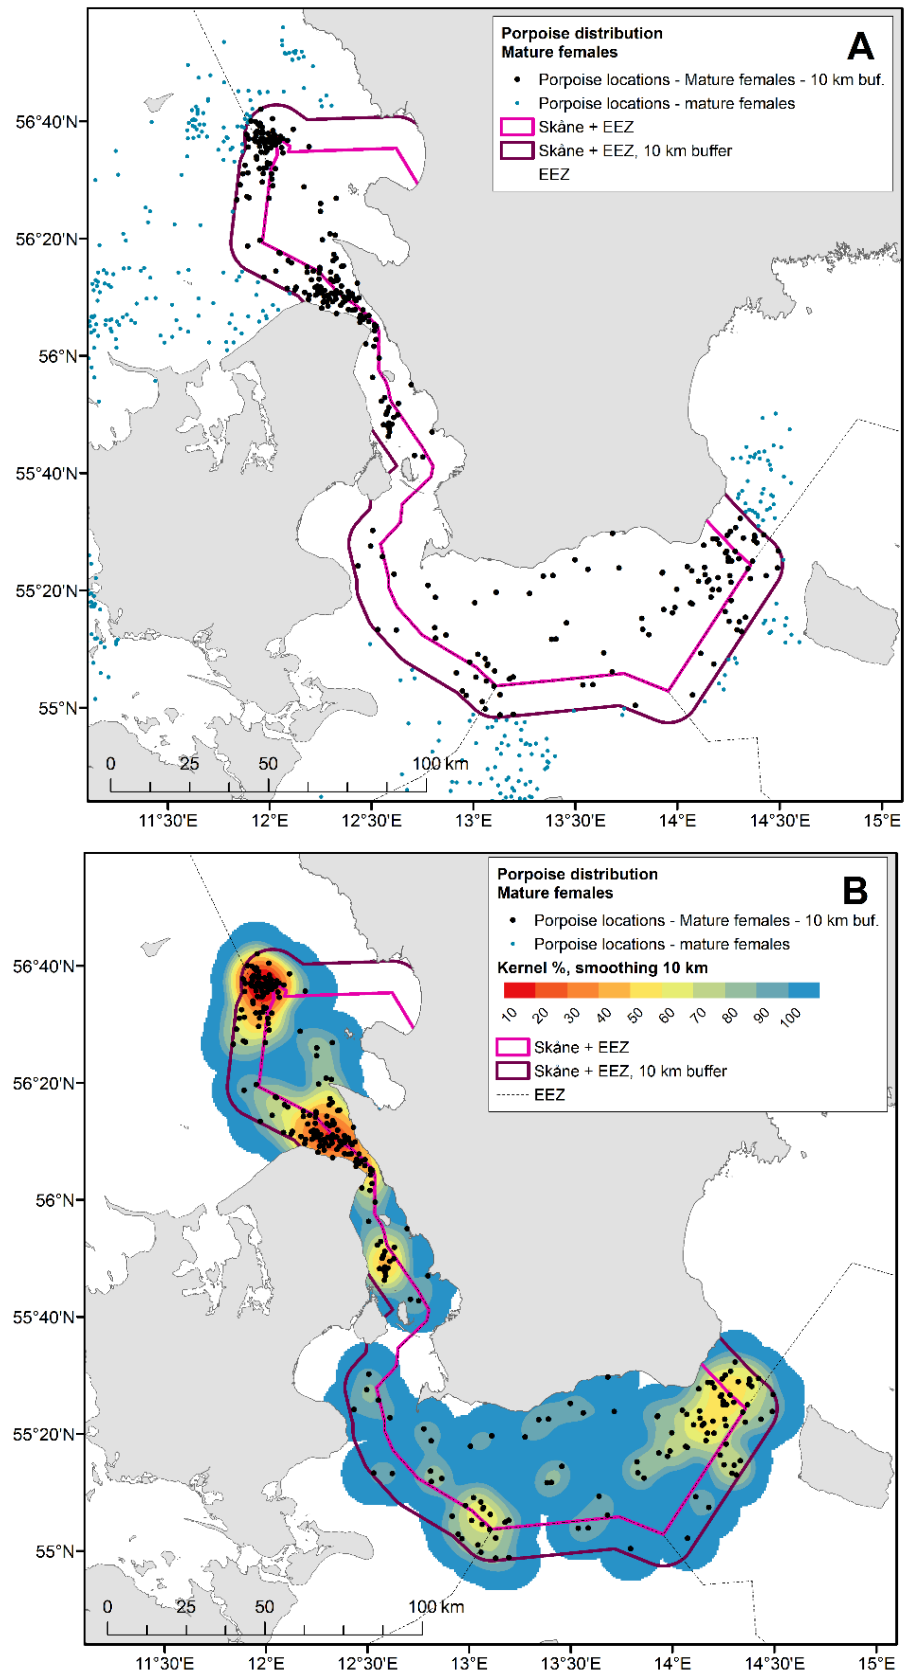 Porpoise distribution
Mature females
A
Porpoise locations - Mature females - 10 km buf.
Porpoise locations - mature females
Skåne + EEZ
Skåne + EEZ, 10 km buffer
EEZ
56°40'N
56°20'N
56°N
55°40'N
55°20'N
55°N
0 25 50 100 km
11°30'E 12°E 12°30'E 13°E 13°30'E 14°E 14°30'E 15°E
Porpoise distribution
Mature females
B
Porpoise locations - Mature females - 10 km buf.
Porpoise locations - mature females
Kernel %, smoothing 10 km
10 20 30 40 50 60 70 80 90 100
Skåne + EEZ
Skåne + EEZ, 10 km buffer
EEZ
56°40'N
56°20'N
56°N
55°40'N
55°20'N
55°N
0 25 50 100 km
11°30'E 12°E 12°30'E 13°E 13°30'E 14°E 14°30'E 15°E